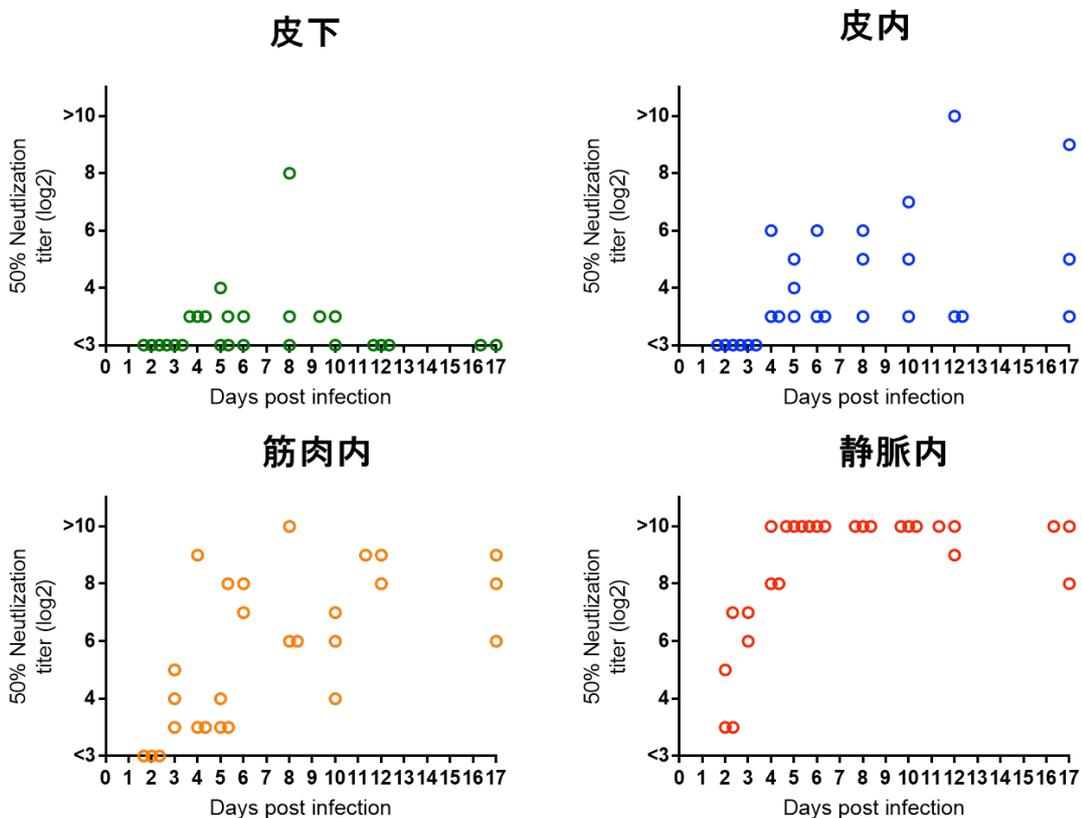 皮下
50% Neutlization
titer (log2)
>10
8
6
4
<3
0 1 2 3 4 5 6 7 8 9 10 11 12 13 14 15 16 17
Days post infection
皮内
50% Neutlization
titer (log2)
>10
8
6
4
<3
0 1 2 3 4 5 6 7 8 9 10 11 12 13 14 15 16 17
Days post infection
筋肉内
50% Neutlization
titer (log2)
>10
8
6
4
<3
0 1 2 3 4 5 6 7 8 9 10 11 12 13 14 15 16 17
Days post infection
静脈内
50% Neutlization
titer (log2)
>10
8
6
4
<3
0 1 2 3 4 5 6 7 8 9 10 11 12 13 14 15 16 17
Days post infection